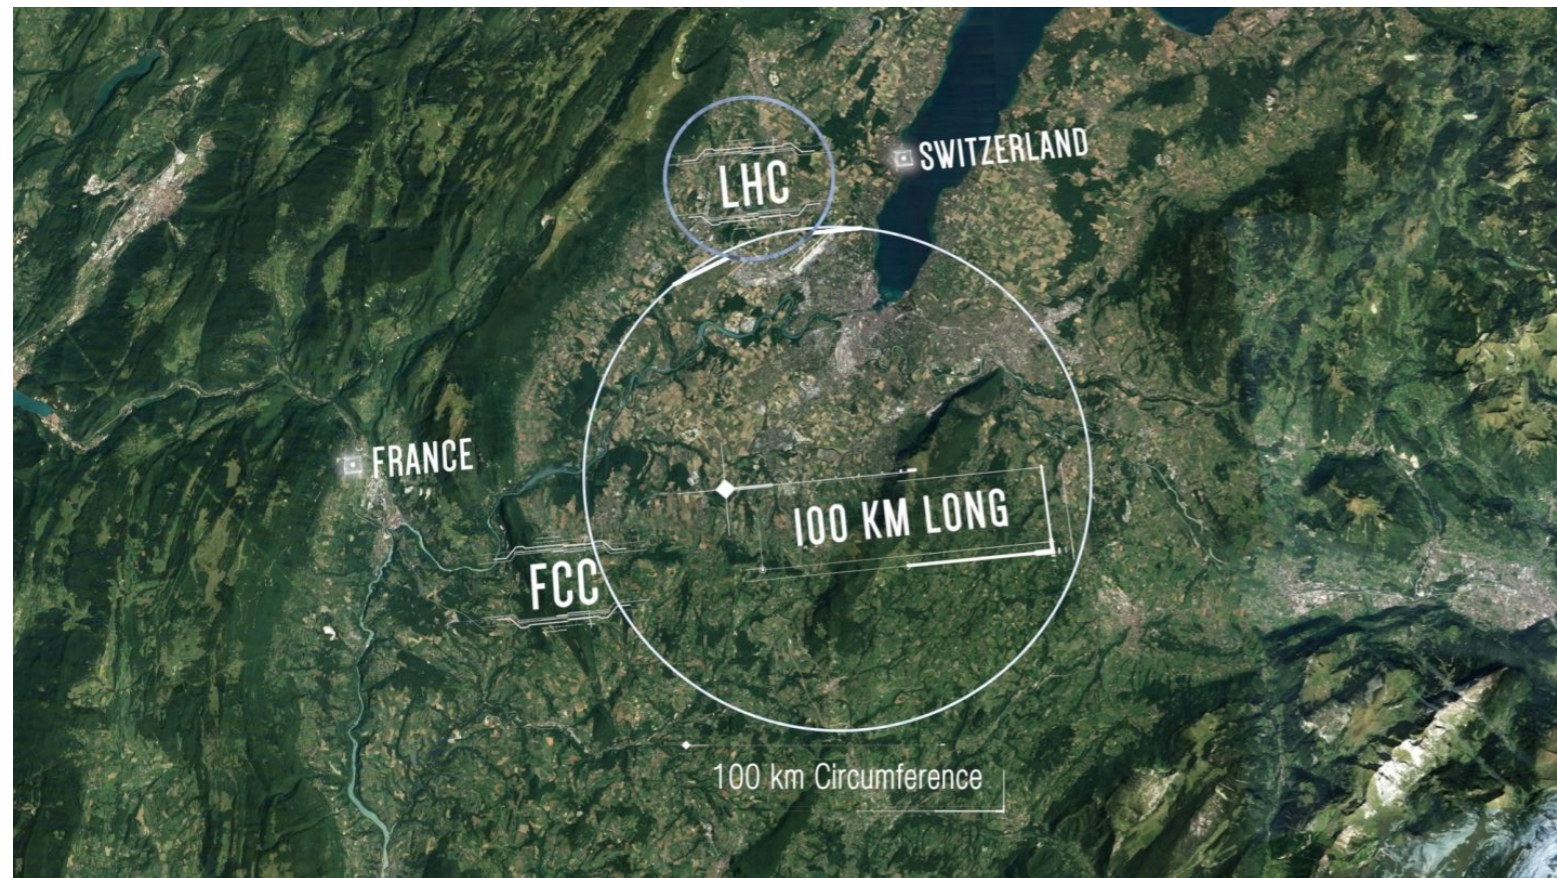 LHC
SWITZERLAND
FRANCE
100 KM LONG
FCC
100 km Circumference